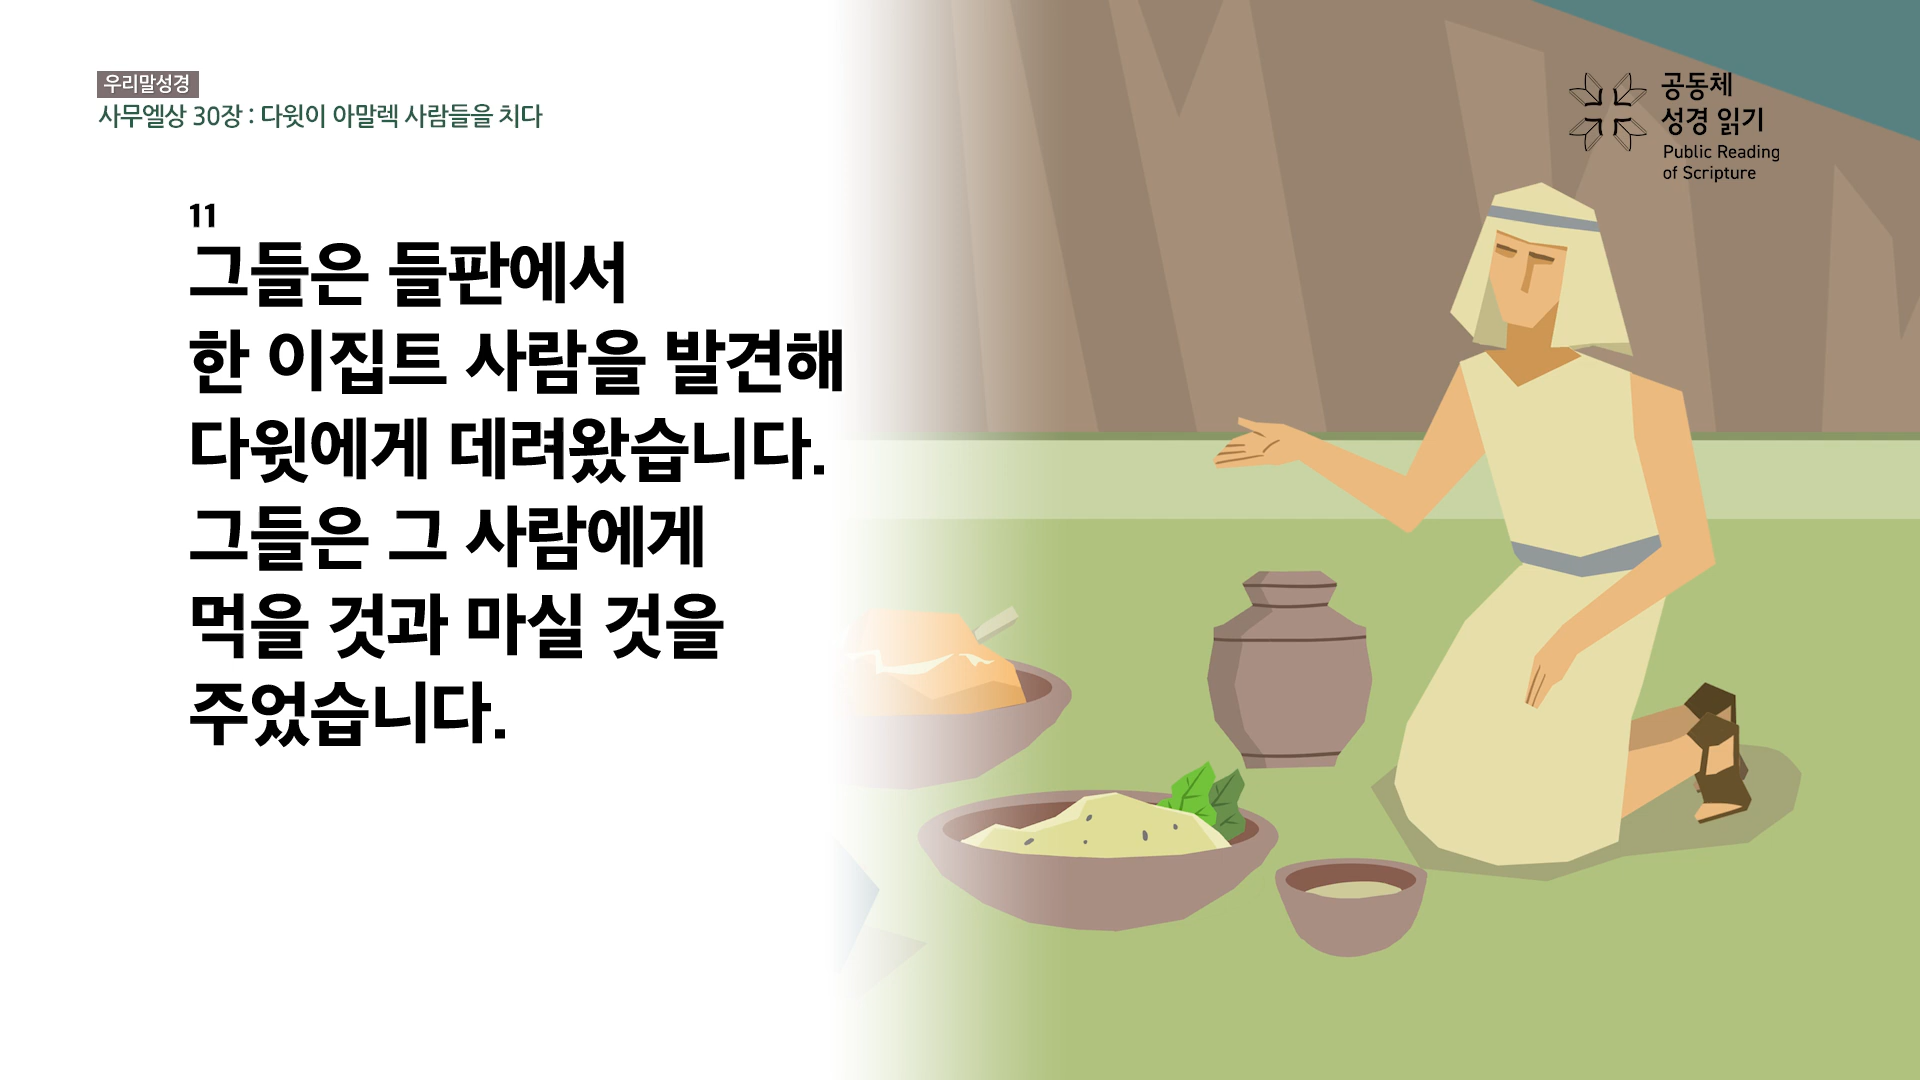 우리말성경
사무엘상 30장 : 다윗이 아말렉 사람들을 치다
공동체
성경 읽기
Public Reading
of Scripture
11
그들은 들판에서
한 이집트 사람을 발견해
다윗에게 데려왔습니다.
그들은 그 사람에게
먹을 것과 마실 것을
주었습니다.